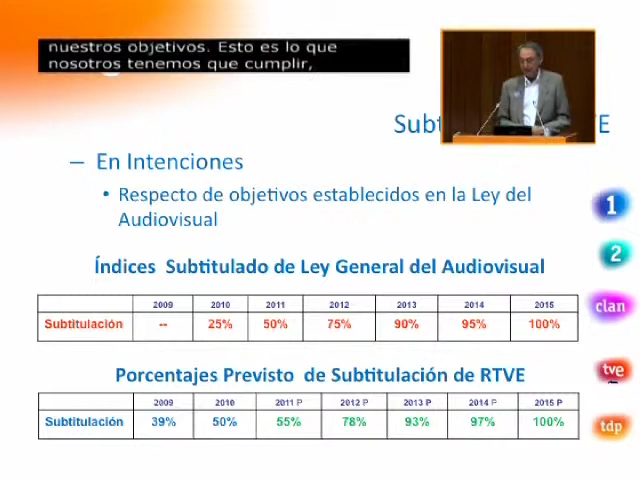 nuestros objetivos. Esto es lo que
nosotros tenemos que cumplir,
– En Intenciones
• Respecto de objetivos establecidos en la Ley del
Audiovisual
Índices Subtitulado de Ley General del Audiovisual
2009 2010 2011 2012 2013 2014 2015
Subtitulación -- 25% 50% 75% 90% 95% 100%
Porcentajes Previsto de Subtitulación de RTVE
2009 2010 2011 P 2012 P 2013 P 2014 P 2015 P
Subtitulación 39% 50% 55% 78% 93% 97% 100%
1
2
clan
tve
tdp